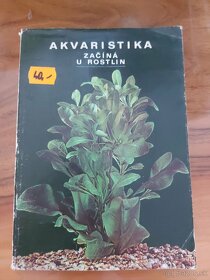 AKVARISTIKA
ZAČÍNÁ
U ROSTLIN
40,-